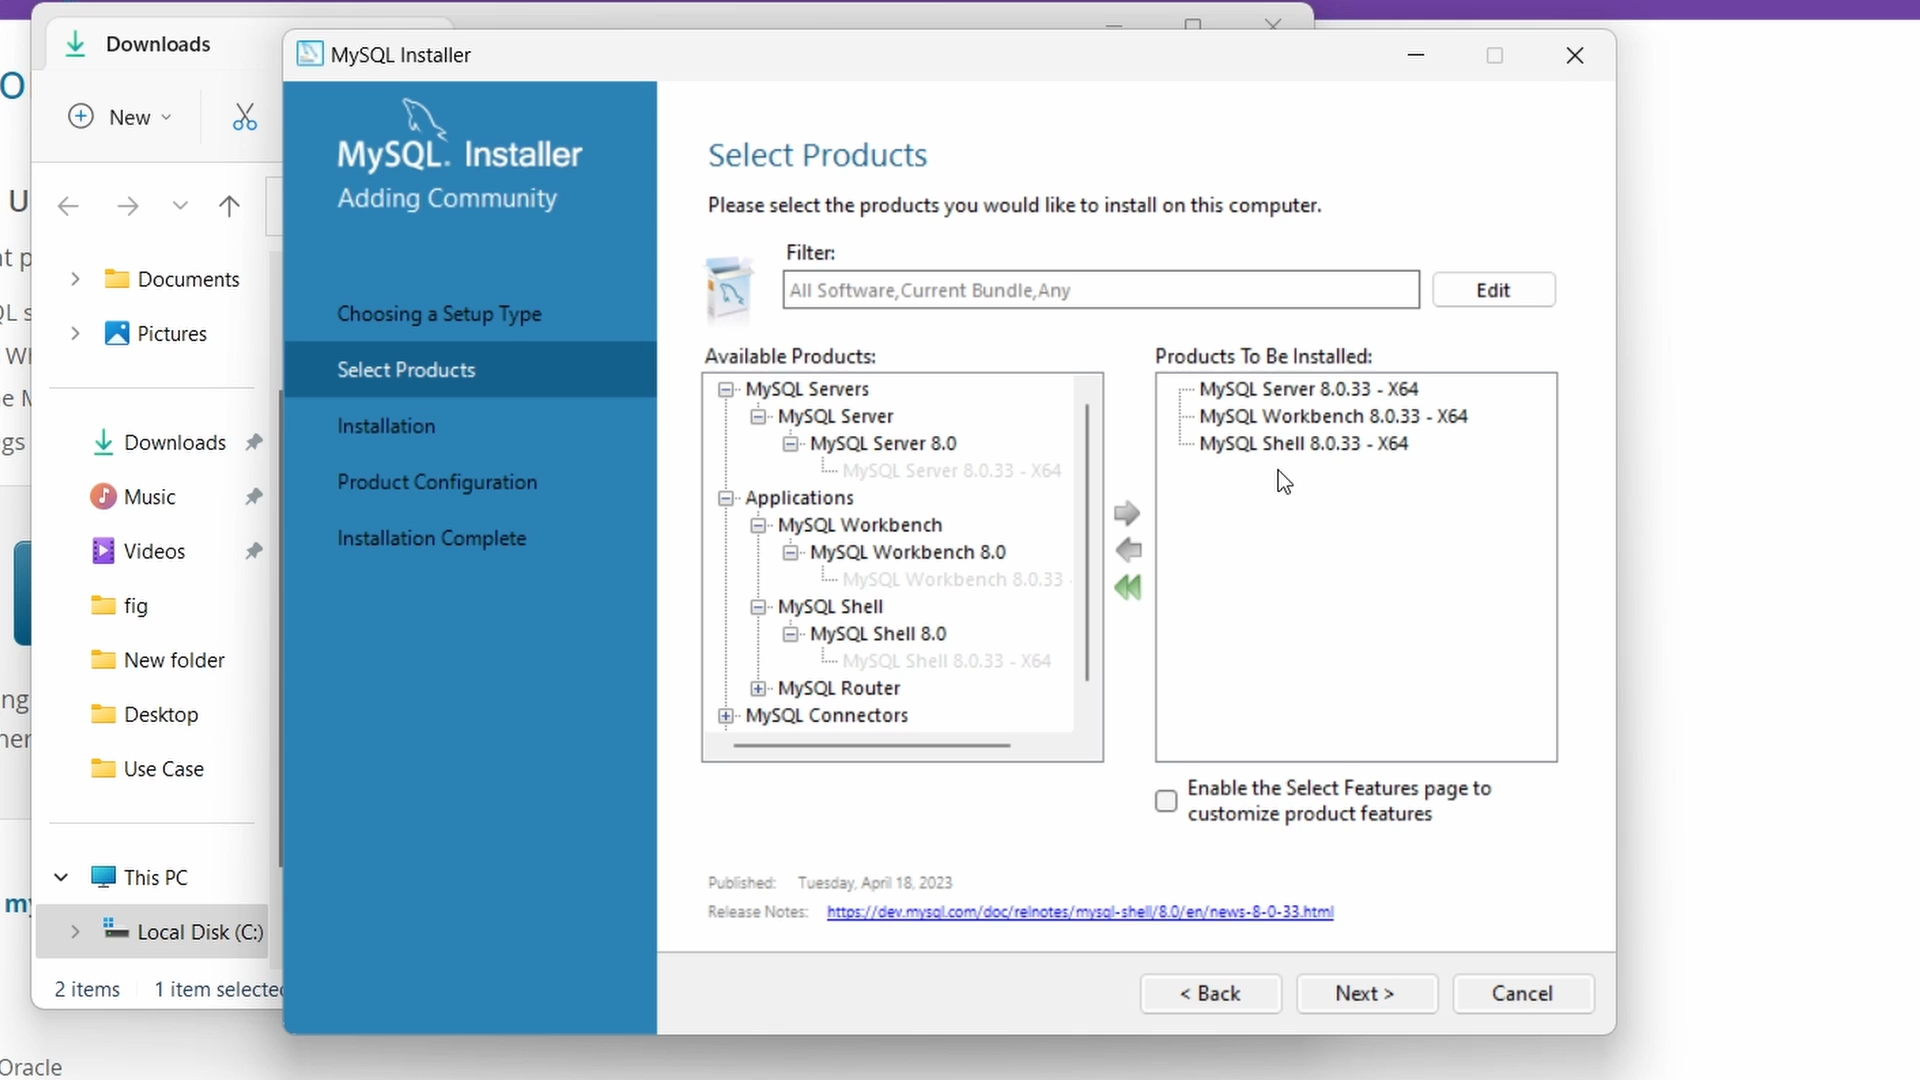 Downloads
New
Documents
Pictures
Downloads
Music
Videos
fig
New folder
Desktop
Use Case
This PC
Local Disk (C:)
2 items
1 item selected
Oracle
MySQL Installer
MySQL. Installer
Adding Community
Choosing a Setup Type
Select Products
Installation
Product Configuration
Installation Complete
Select Products
Please select the products you would like to install on this computer.
Filter:
All Software,Current Bundle,Any
Edit
Available Products:
MySQL Servers
MySQL Server
MySQL Server 8.0
MySQL Server 8.0.33 - X64
Applications
MySQL Workbench
MySQL Workbench 8.0
MySQL Workbench 8.0.33 -
MySQL Shell
MySQL Shell 8.0
MySQL Shell 8.0.33 - X64
MySQL Router
MySQL Connectors
Products To Be Installed:
MySQL Server 8.0.33 - X64
MySQL Workbench 8.0.33 - X64
MySQL Shell 8.0.33 - X64
Enable the Select Features page to
customize product features
Published: Tuesday, April 18, 2023
Release Notes: https://dev.mysql.com/doc/relnotes/mysql-shell/8.0/en/news-8-0-33.html
< Back
Next >
Cancel